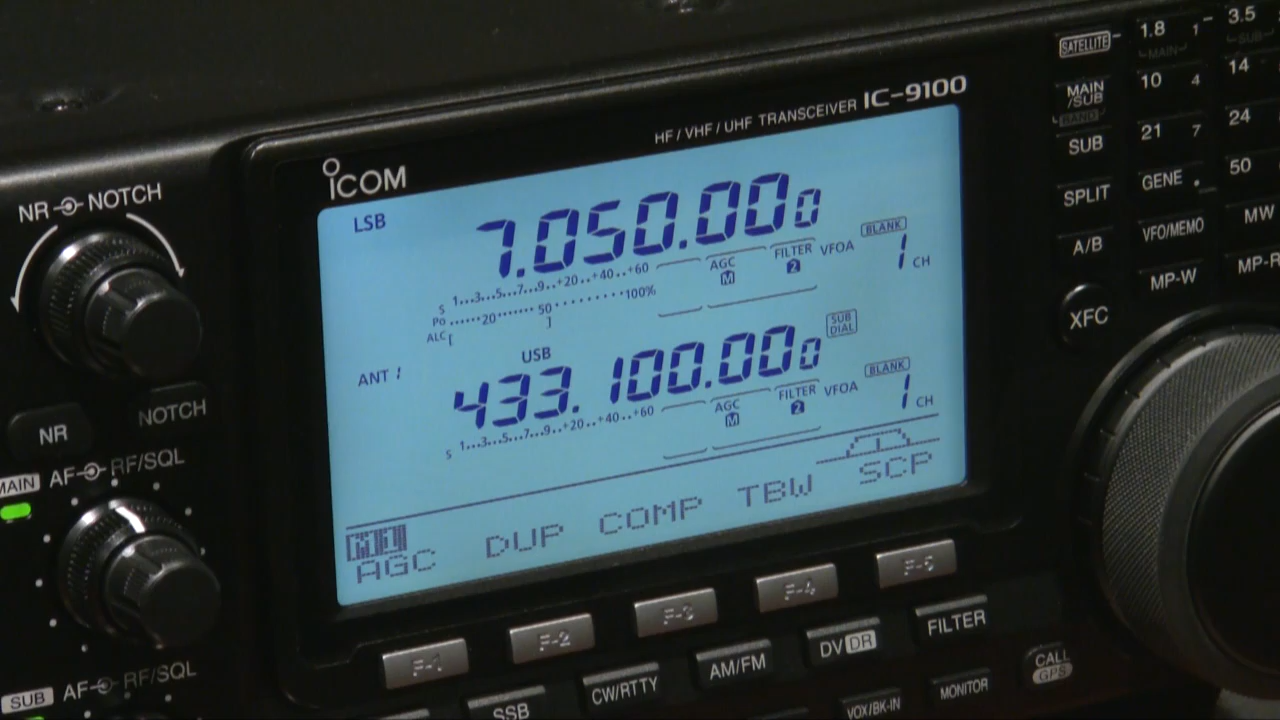 HF / VHF / UHF TRANSCEIVER IC-9100
ICOM
NR NOTCH
LSB
7.050.000
S 1...3...5...7...9..+20..+40..+60
AGC
M
FILTER
2
VFOA
BLANK
1 CH
Po ......20....... 50 ........100%
ALC [ ]
SUB
DIAL
USB
ANT 1
433.100.000
S 1...3...5...7...9..+20..+40..+60
AGC
M
FILTER
2
VFOA
BLANK
1 CH
M1
AGC DUP COMP TBW SCP
F-1 F-2 F-3 F-4 F-5
SSB CW/RTTY AM/FM DV DR FILTER
VOX/BK-IN MONITOR CALL
GPS
NR NOTCH
MAIN AF RF/SQL
SUB AF RF/SQL
SATELLITE 1.8 1 3.5
MAIN SUB
MAIN
/SUB
BAND
10 4 14
SUB 21 7 24
SPLIT GENE . 50
A/B VFO/MEMO MW
XFC MP-W MP-R